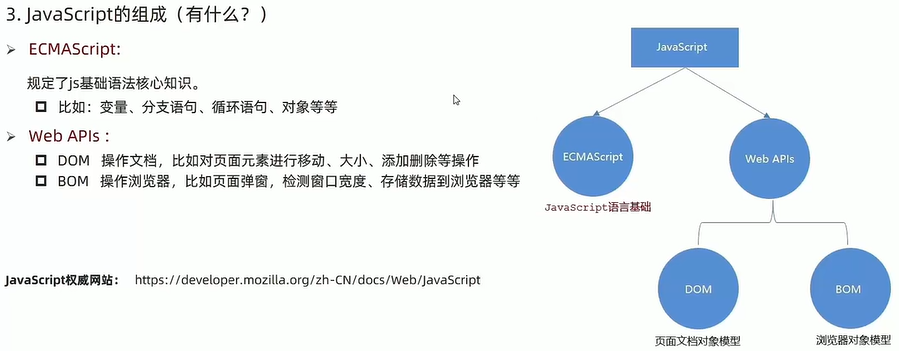 3. JavaScript的组成（有什么？）
ECMAScript:
规定了js基础语法核心知识。
比如：变量、分支语句、循环语句、对象等等
Web APIs :
DOM 操作文档，比如对页面元素进行移动、大小、添加删除等操作
BOM 操作浏览器，比如页面弹窗，检测窗口宽度、存储数据到浏览器等等
JavaScript权威网站： https://developer.mozilla.org/zh-CN/docs/Web/JavaScript
JavaScript
ECMAScript
Web APIs
JavaScript语言基础
DOM
BOM
页面文档对象模型
浏览器对象模型